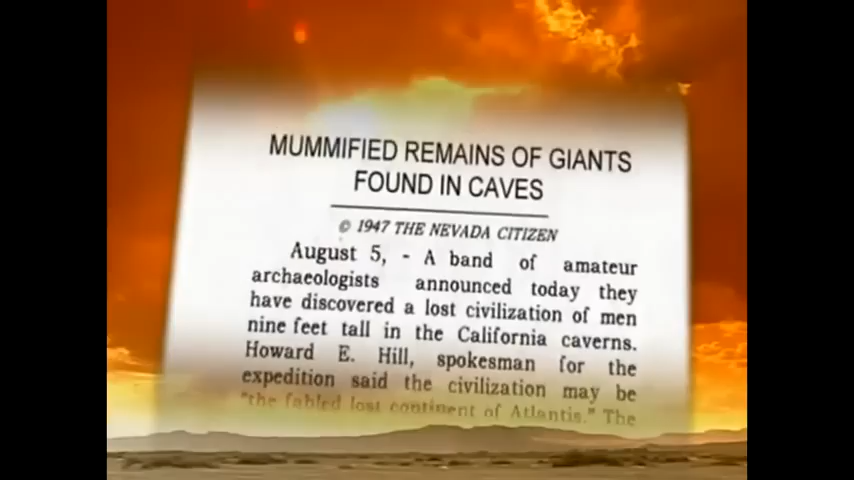 MUMMIFIED REMAINS OF GIANTS
FOUND IN CAVES
© 1947 THE NEVADA CITIZEN
August 5, - A band of amateur
archaeologists announced today they
have discovered a lost civilization of men
nine feet tall in the California caverns.
Howard E. Hill, spokesman for the
expedition said the civilization may be
"the fabled lost continent of Atlantis." The